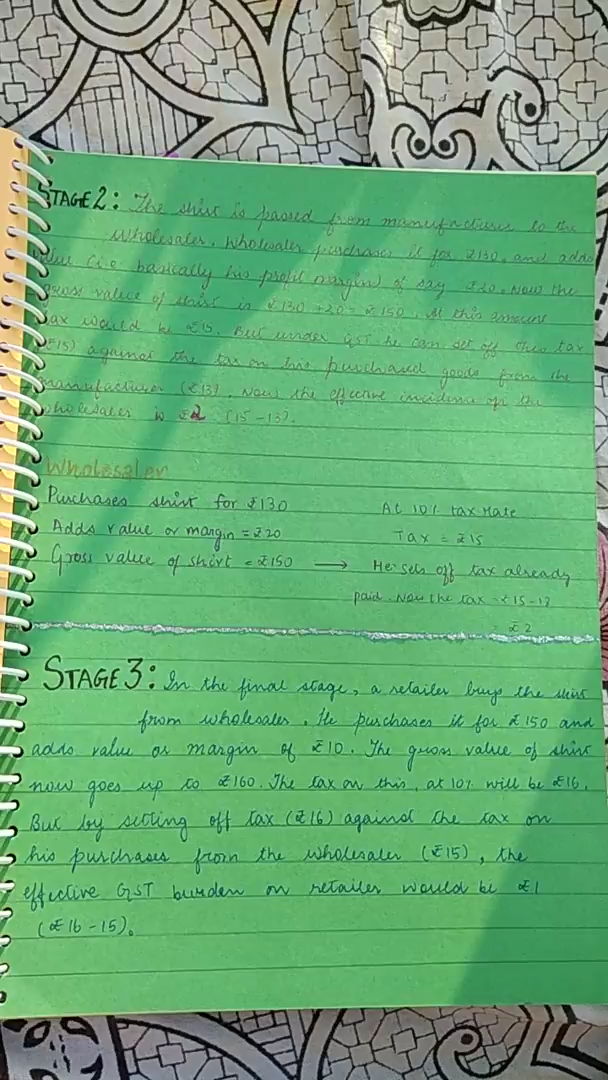 STAGE 2: The shirt is passed from manufacturer to the
wholesaler. Wholesaler purchases it for ₹130, and adds
value (i.e basically his profit margin) of say ₹20. Now the
gross value of shirt is ₹130 + 20 = ₹150. At this amount
tax would be ₹15. But under GST he can set off this tax
(₹15) against the tax on his purchased goods from the
manufacturer (₹13). Now the effective incidence on the
wholesaler is ₹2 (15-13).
Wholesaler
Purchases shirt for ₹130
At 10% tax rate
Adds value or margin = ₹20
Tax = ₹15
Gross value of shirt = ₹150 → He sets off tax already
paid. Now the tax = ₹15-13
₹2
STAGE 3: In the final stage, a retailer buys the shirt
from wholesaler. He purchases it for ₹150 and
adds value or margin of ₹10. The gross value of shirt
now goes up to ₹160. The tax on this, at 10% will be ₹16.
But by setting off tax (₹16) against the tax on
his purchases from the wholesaler (₹15), the
effective GST burden on retailer would be ₹1
(₹16-15).